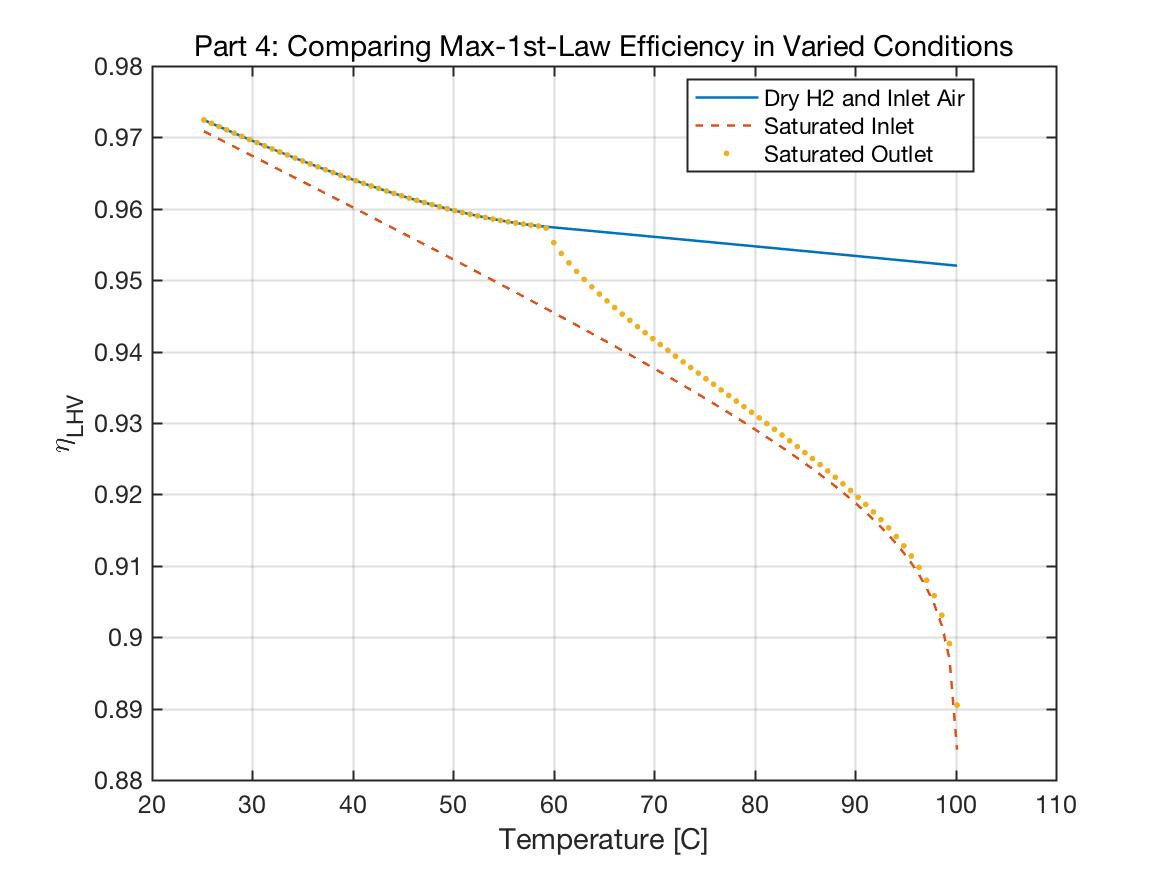 Part 4: Comparing Max-1st-Law Efficiency in Varied Conditions
0.98
0.97
0.96
0.95
0.94
0.93
0.92
0.91
0.9
0.89
0.88
η_LHV
Dry H2 and Inlet Air
Saturated Inlet
Saturated Outlet
20 30 40 50 60 70 80 90 100 110
Temperature [C]